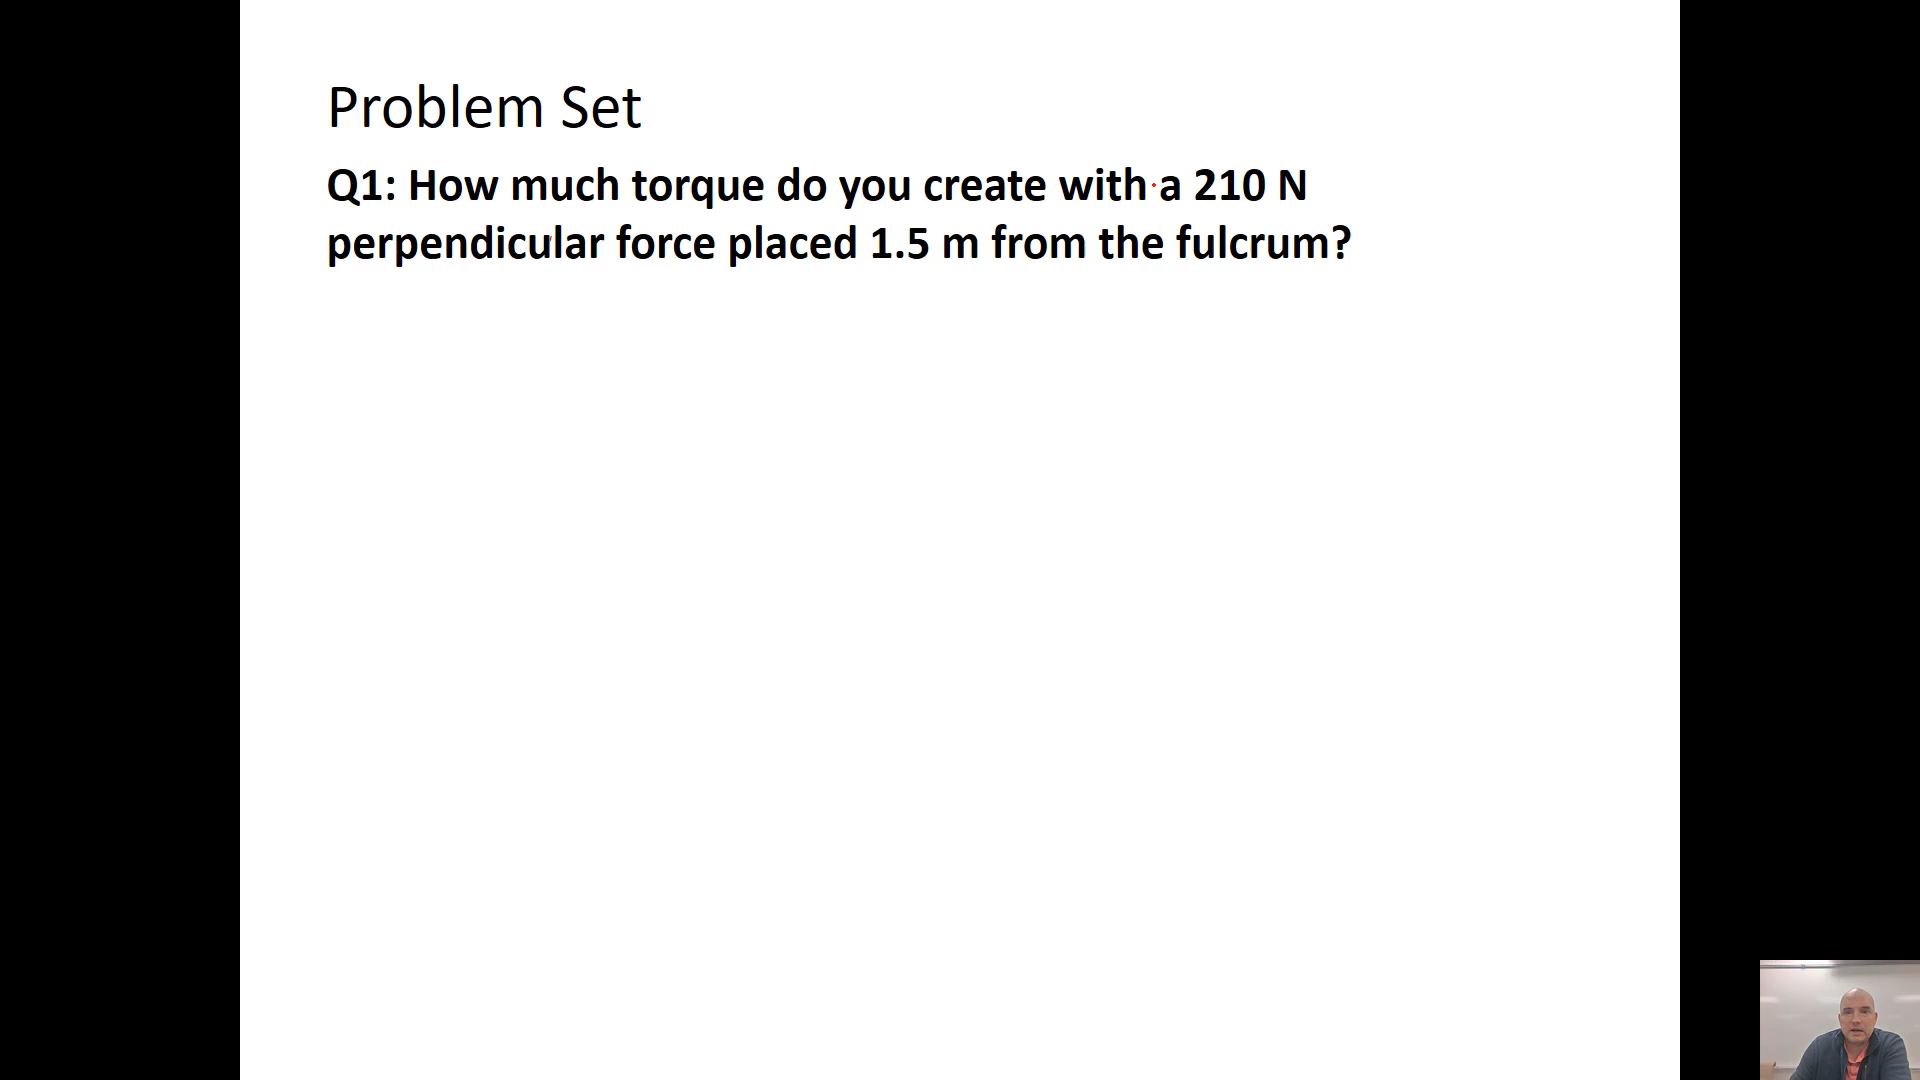 Problem Set
Q1: How much torque do you create with a 210 N
perpendicular force placed 1.5 m from the fulcrum?